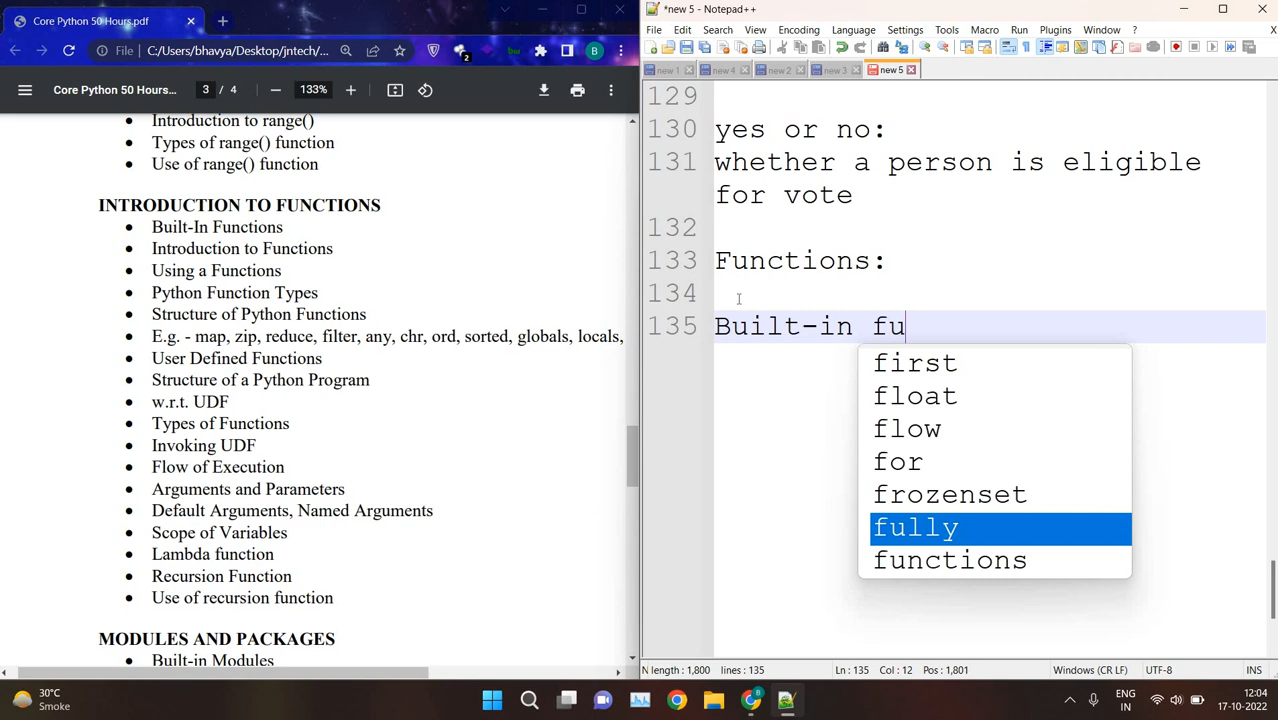 Core Python 50 Hours.pdf
*new 5 - Notepad++
File C:/Users/bhavya/Desktop/jntech/...
B
2
File Edit Search View Encoding Language Settings Tools Macro Run Plugins Window ?
new 1 new 4 new 2 new 3 new 5
Core Python 50 Hours... 3 / 4 133%
• Introduction to range()
• Types of range() function
• Use of range() function
INTRODUCTION TO FUNCTIONS
• Built-In Functions
• Introduction to Functions
• Using a Functions
• Python Function Types
• Structure of Python Functions
• E.g. - map, zip, reduce, filter, any, chr, ord, sorted, globals, locals,
• User Defined Functions
• Structure of a Python Program
• w.r.t. UDF
• Types of Functions
• Invoking UDF
• Flow of Execution
• Arguments and Parameters
• Default Arguments, Named Arguments
• Scope of Variables
• Lambda function
• Recursion Function
• Use of recursion function
MODULES AND PACKAGES
• Built-in Modules
129
130 yes or no:
131 whether a person is eligible
for vote
132
133 Functions:
134
135 Built-in fu
first
float
flow
for
frozenset
fully
functions
N length : 1,800 lines : 135 Ln : 135 Col : 12 Pos : 1,801 Windows (CR LF) UTF-8 INS
30°C
Smoke
ENG
IN
12:04
17-10-2022